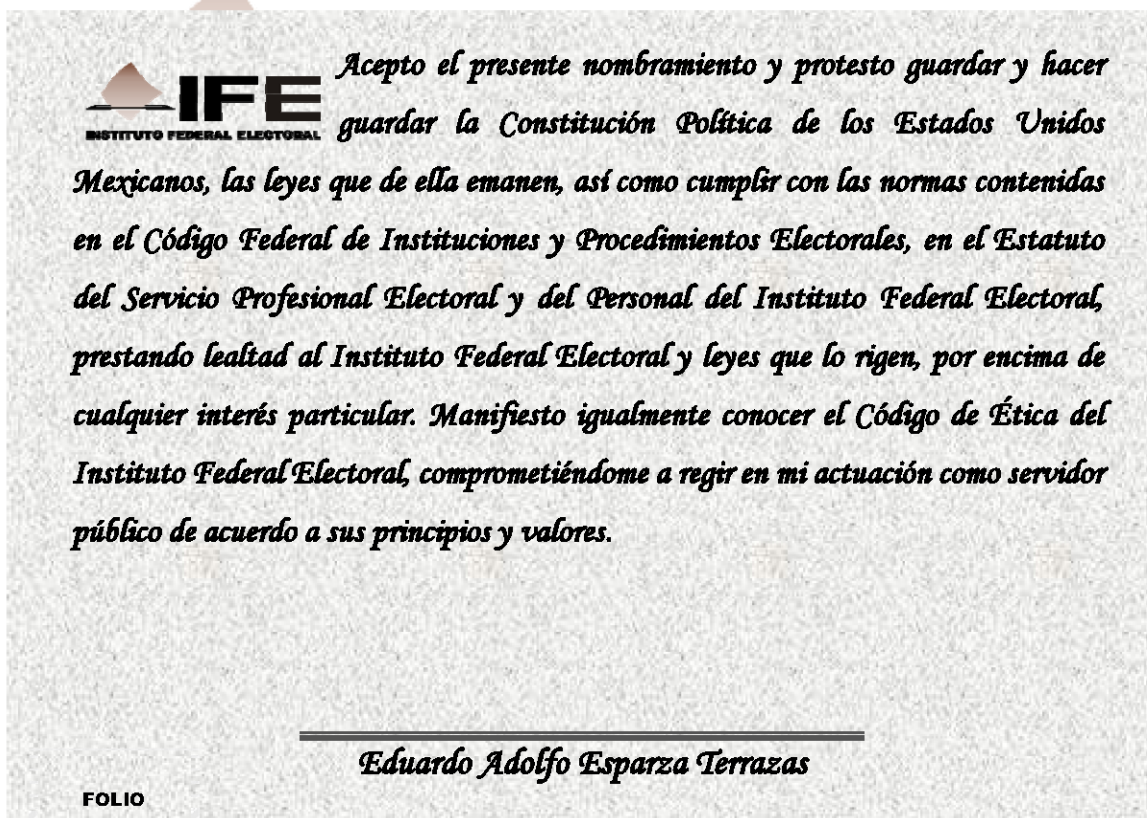 IFE
INSTITUTO FEDERAL ELECTORAL
Acepto el presente nombramiento y protesto guardar y hacer
guardar la Constitución Política de los Estados Unidos
Mexicanos, las leyes que de ella emanen, así como cumplir con las normas contenidas
en el Código Federal de Instituciones y Procedimientos Electorales, en el Estatuto
del Servicio Profesional Electoral y del Personal del Instituto Federal Electoral,
prestando lealtad al Instituto Federal Electoral y leyes que lo rigen, por encima de
cualquier interés particular. Manifiesto igualmente conocer el Código de Ética del
Instituto Federal Electoral, comprometiéndome a regir en mi actuación como servidor
público de acuerdo a sus principios y valores.
Eduardo Adolfo Esparza Terrazas
FOLIO